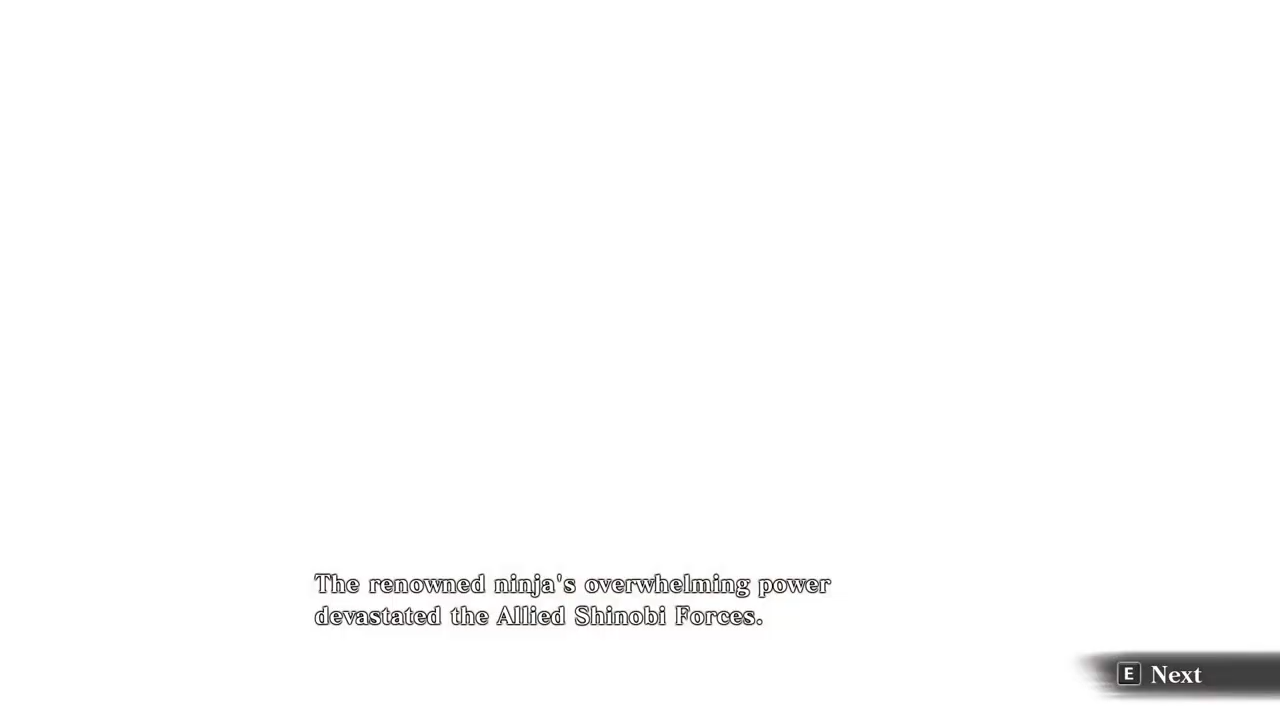 The renowned ninja's overwhelming power
devastated the Allied Shinobi Forces.
E Next